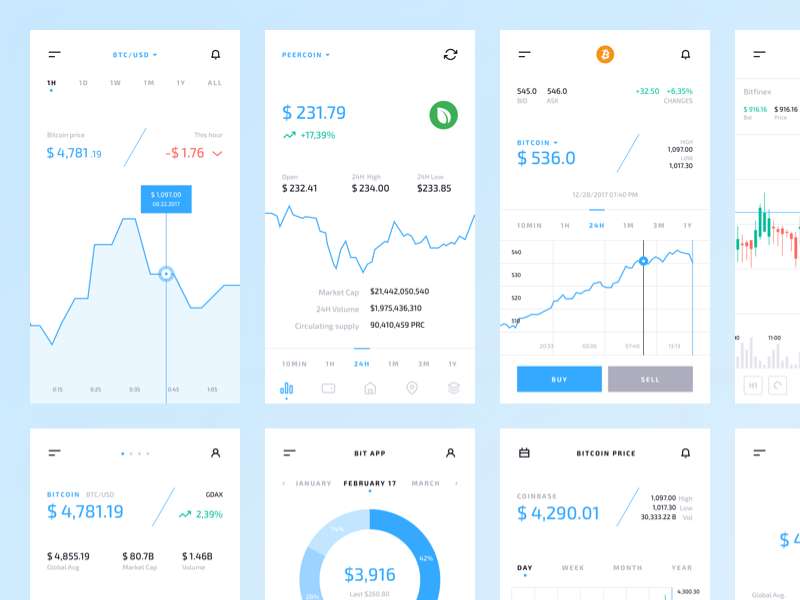 BTC/USD
1H 1D 1W 1M 1Y ALL
Bitcoin price This hour
$ 4,781.19 -$ 1.76
$ 1,097.00
08.22.2017
0:15 0:25 0:35 0:45 1:05
PEERCOIN
$ 231.79
+17,39%
Open 24H High 24H Low
$ 232.41 $ 234.00 $233.85
Market Cap $21,442,050,540
24H Volume $1,975,436,310
Circulating supply 90,410,459 PRC
10MIN 1H 24H 1M 3M 1Y
545.0 546.0 +32.50 +6,35%
BID ASK CHANGES
BITCOIN
$ 536.0
HIGH
1,097.00
LOW
1,017.30
12/28/2017 07:40 PM
10MIN 1H 24H 1M 3M 1Y
$40
$30
$20
$10
20:33 02:06 07:46 13:13
BUY SELL
Bitfinex
$ 916.16 $ 916.16
Bid Price
11:00
H1
BITCOIN BTC/USD GDAX
$ 4,781.19 2,39%
$ 4,855.19 $ 80.7B $ 1.46B
Global Avg Market Cap Volume
BIT APP
JANUARY FEBRUARY 17 MARCH
42%
$3,916
Last $260.80
BITCOIN PRICE
COINBASE
$ 4,290.01
1,097.00 High
1,017.30 Low
30,333.22 B Vol
DAY WEEK MONTH YEAR
4,300.30
$ 4
Global Avg.